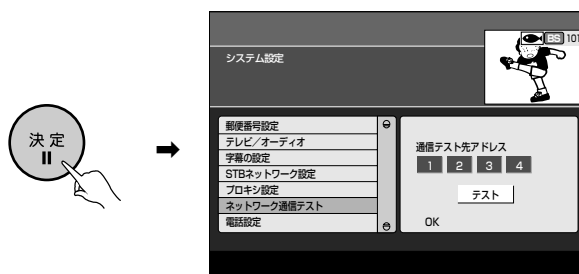 決定
BS 101
システム設定
郵便番号設定
テレビ／オーディオ
字幕の設定
STBネットワーク設定
プロキシ設定
ネットワーク通信テスト
電話設定
通信テスト先アドレス
1 2 3 4
テスト
OK